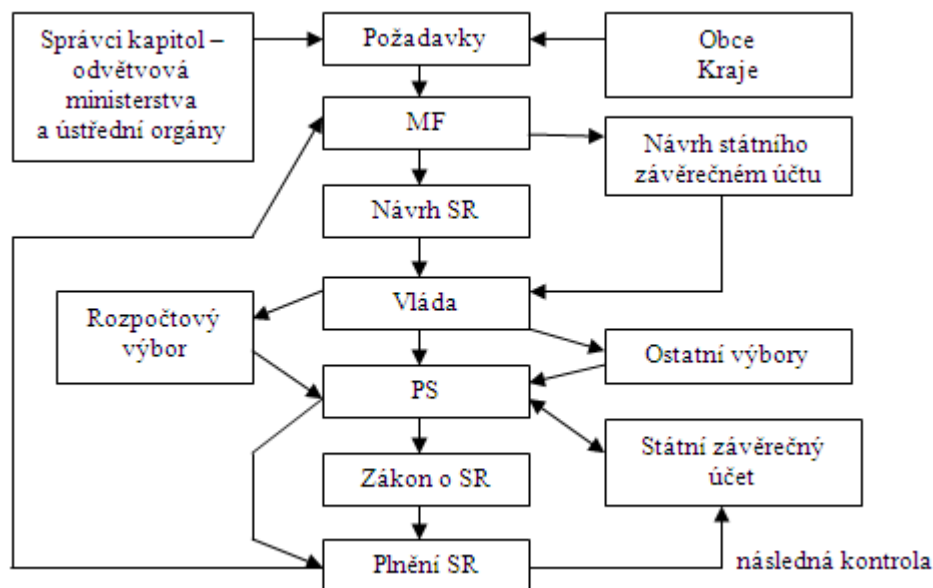 Správci kapitol –
odvětvová
ministerstva
a ústřední orgány
Požadavky
Obce
Kraje
MF
Návrh státního
závěrečném účtu
Návrh SR
Vláda
Rozpočtový
výbor
Ostatní výbory
PS
Státní závěrečný
účet
Zákon o SR
Plnění SR
následná kontrola